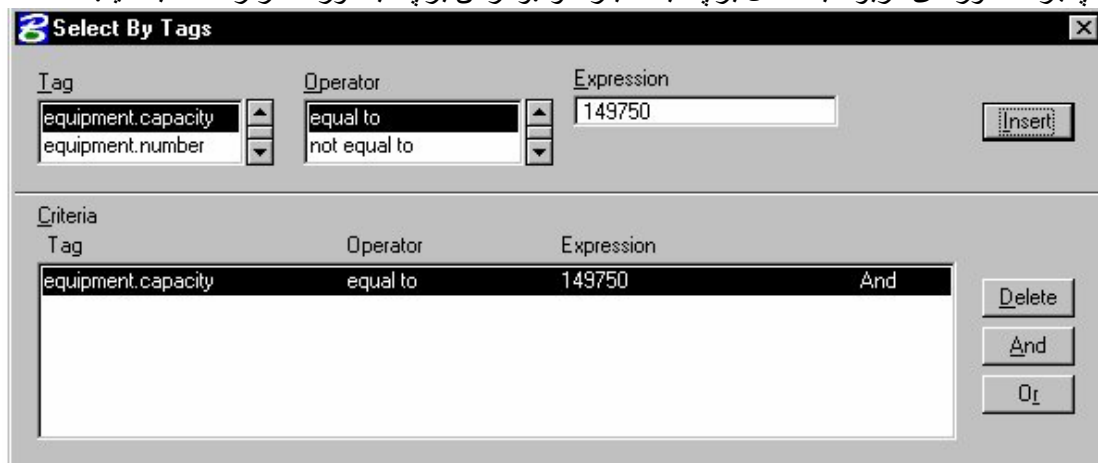 Select By Tags
Tag
Operator
Expression
equipment.capacity
equipment.number
equal to
not equal to
149750
Insert
Criteria
Tag Operator Expression
equipment.capacity equal to 149750 And
Delete
And
Or